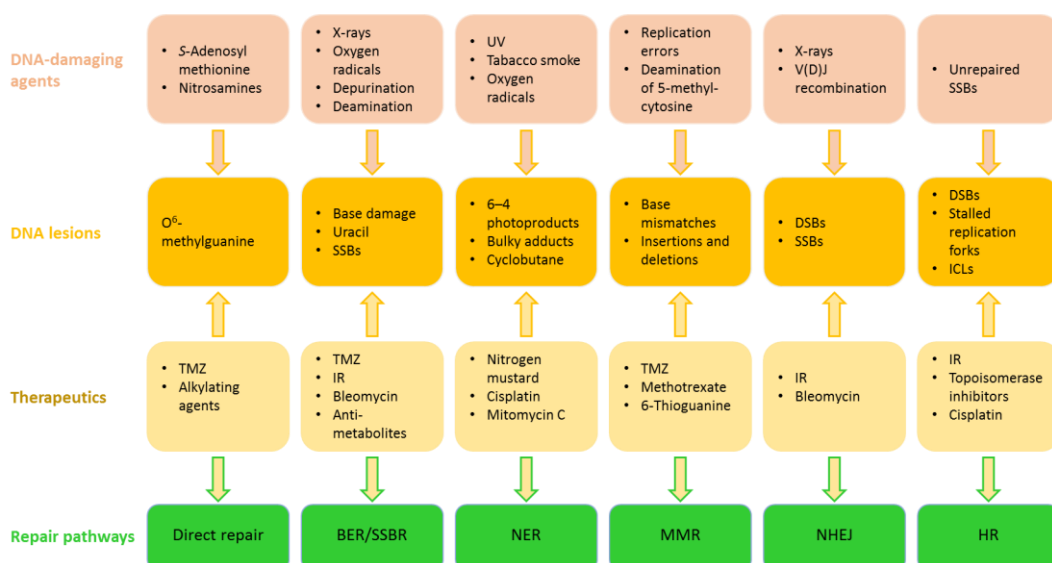 DNA-damaging
agents
• S-Adenosyl
methionine
• Nitrosamines
• X-rays
• Oxygen
radicals
• Depurination
• Deamination
• UV
• Tabacco smoke
• Oxygen
radicals
• Replication
errors
• Deamination
of 5-methyl-
cytosine
• X-rays
• V(D)J
recombination
• Unrepaired
SSBs
DNA lesions
O⁶-
methylguanine
• Base damage
• Uracil
• SSBs
• 6–4
photoproducts
• Bulky adducts
• Cyclobutane
• Base
mismatches
• Insertions and
deletions
• DSBs
• SSBs
• DSBs
• Stalled
replication
forks
• ICLs
Therapeutics
• TMZ
• Alkylating
agents
• TMZ
• IR
• Bleomycin
• Anti-
metabolites
• Nitrogen
mustard
• Cisplatin
• Mitomycin C
• TMZ
• Methotrexate
• 6-Thioguanine
• IR
• Bleomycin
• IR
• Topoisomerase
inhibitors
• Cisplatin
Repair pathways
Direct repair
BER/SSBR
NER
MMR
NHEJ
HR